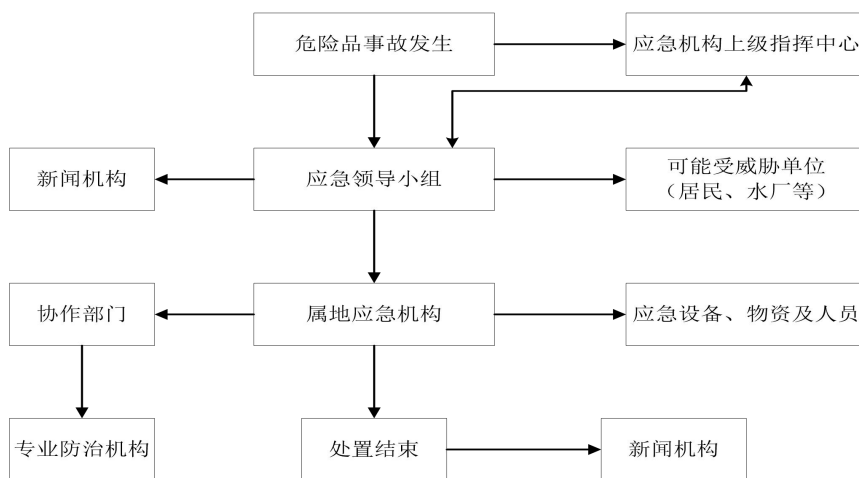 危险品事故发生
应急机构上级指挥中心
新闻机构
应急领导小组
可能受威胁单位
（居民、水厂等）
协作部门
属地应急机构
应急设备、物资及人员
专业防治机构
处置结束
新闻机构